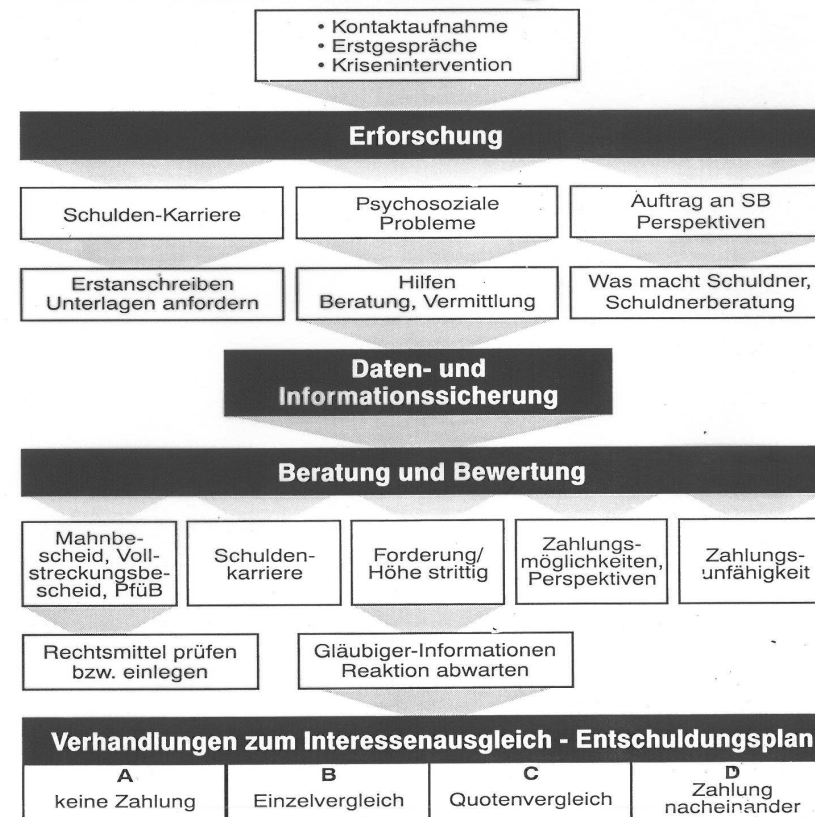 • Kontaktaufnahme
• Erstgespräche
• Krisenintervention
Erforschung
Schulden-Karriere
Psychosoziale
Probleme
Auftrag an SB
Perspektiven
Erstanschreiben
Unterlagen anfordern
Hilfen
Beratung, Vermittlung
Was macht Schuldner,
Schuldnerberatung
Daten- und
Informationssicherung
Beratung und Bewertung
Mahnbe-
scheid, Voll-
streckungsbe-
scheid, PfüB
Schulden-
karriere
Forderung/
Höhe strittig
Zahlungs-
möglichkeiten,
Perspektiven
Zahlungs-
unfähigkeit
Rechtsmittel prüfen
bzw. einlegen
Gläubiger-Informationen
Reaktion abwarten
Verhandlungen zum Interessenausgleich - Entschuldungsplan
A
keine Zahlung
B
Einzelvergleich
C
Quotenvergleich
D
Zahlung
nacheinander